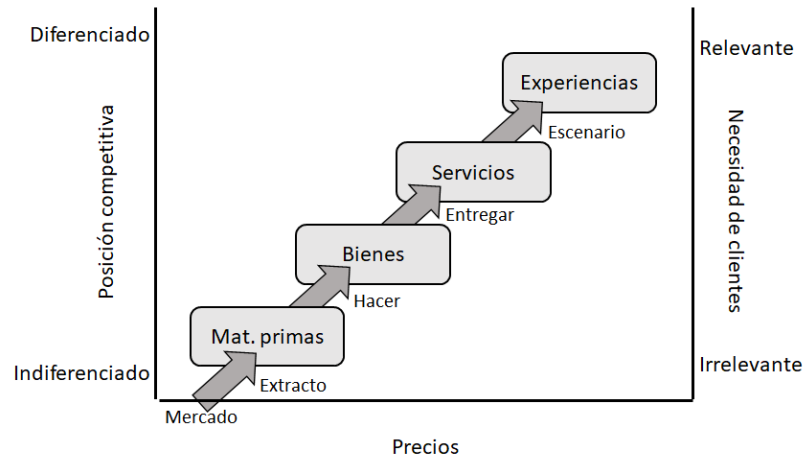 Diferenciado
Relevante
Experiencias
Escenario
Posición competitiva
Necesidad de clientes
Servicios
Entregar
Bienes
Hacer
Mat. primas
Indiferenciado
Extracto
Irrelevante
Mercado
Precios